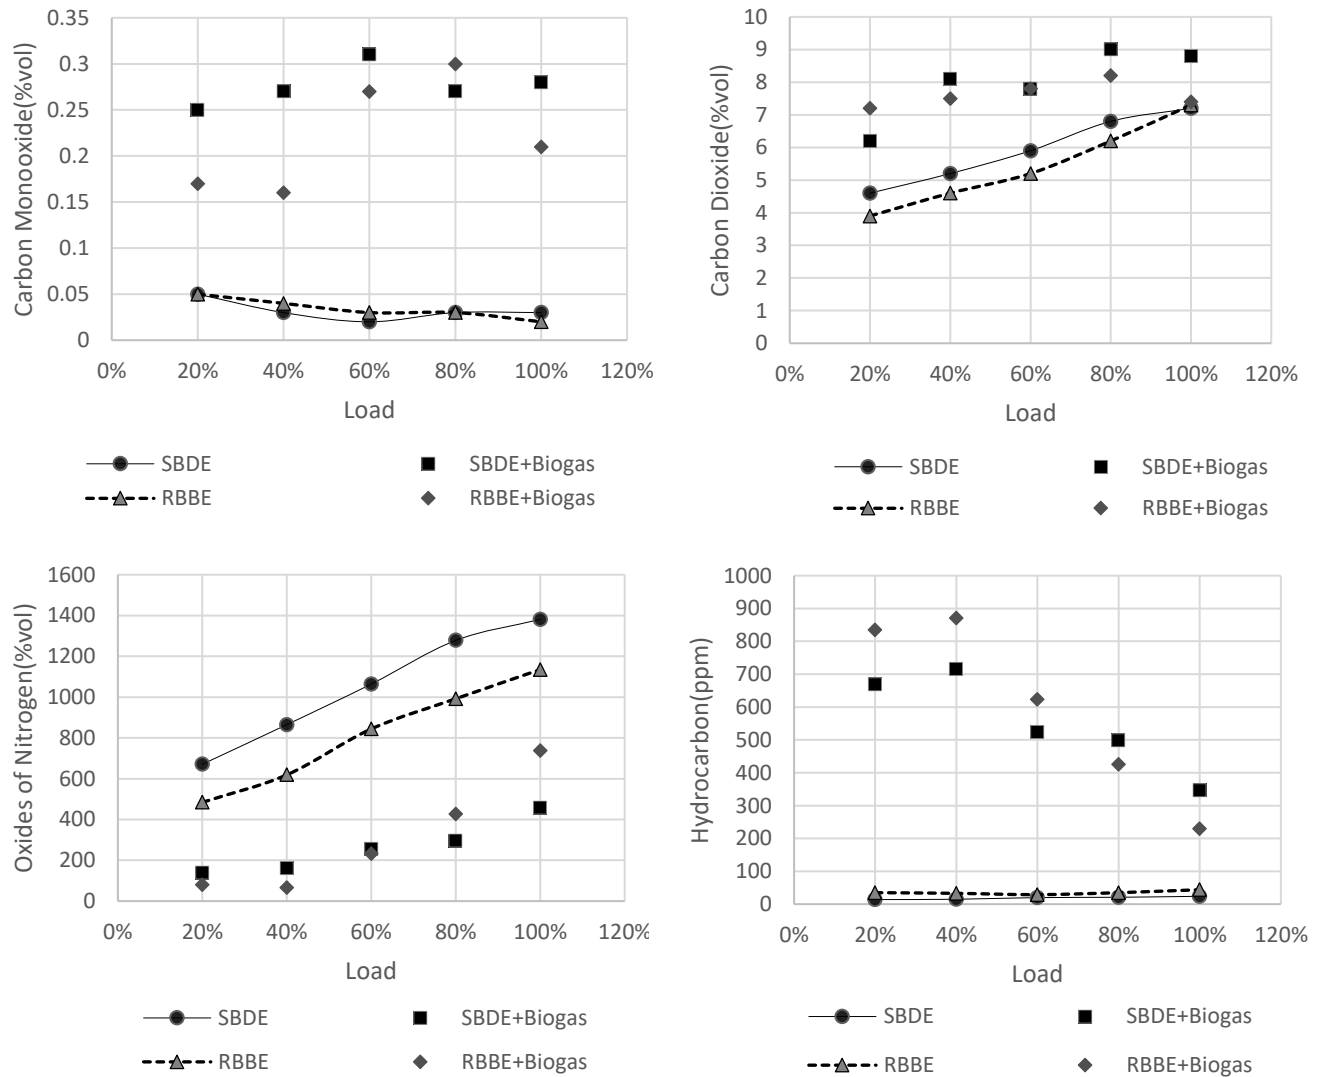 Carbon Monooxide(%vol)
0.35
0.3
0.25
0.2
0.15
0.1
0.05
0
0% 20% 40% 60% 80% 100% 120%
Load
SBDE SBDE+Biogas
RBBE RBBE+Biogas
Carbon Dioxide(%vol)
10
9
8
7
6
5
4
3
2
1
0
0% 20% 40% 60% 80% 100% 120%
Load
SBDE SBDE+Biogas
RBBE RBBE+Biogas
Oxides of Nitrogen(%vol)
1600
1400
1200
1000
800
600
400
200
0
0% 20% 40% 60% 80% 100% 120%
Load
SBDE SBDE+Biogas
RBBE RBBE+Biogas
Hydrocarbon(ppm)
1000
900
800
700
600
500
400
300
200
100
0
0% 20% 40% 60% 80% 100% 120%
Load
SBDE SBDE+Biogas
RBBE RBBE+Biogas